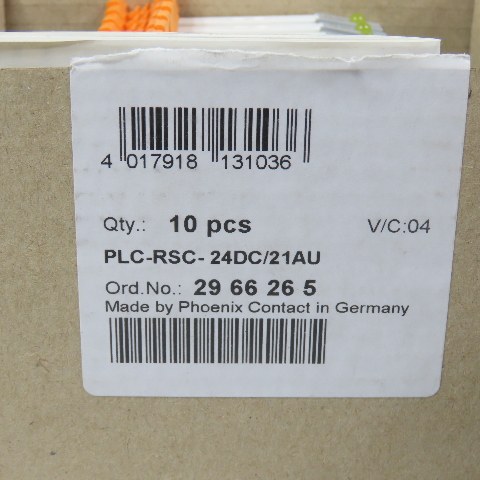 4 017918 131036
Qty.: 10 pcs V/C:04
PLC-RSC- 24DC/21AU
Ord.No.: 29 66 26 5
Made by Phoenix Contact in Germany